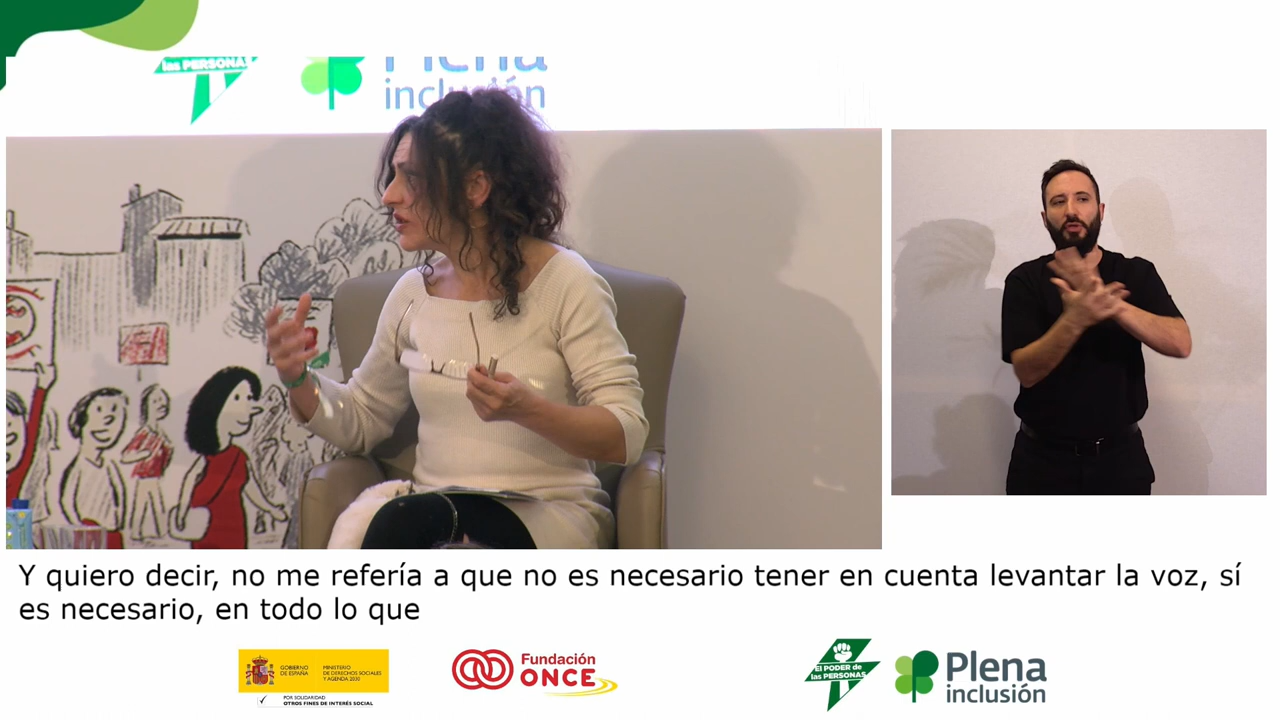 las PERSONAS
Plena
inclusión
Y quiero decir, no me refería a que no es necesario tener en cuenta levantar la voz, sí
es necesario, en todo lo que
GOBIERNO
DE ESPAÑA
MINISTERIO
DE DERECHOS SOCIALES
Y AGENDA 2030
POR SOLIDARIDAD
OTROS FINES DE INTERÉS SOCIAL
Fundación
ONCE
El PODER de
las PERSONAS
Plena
inclusión